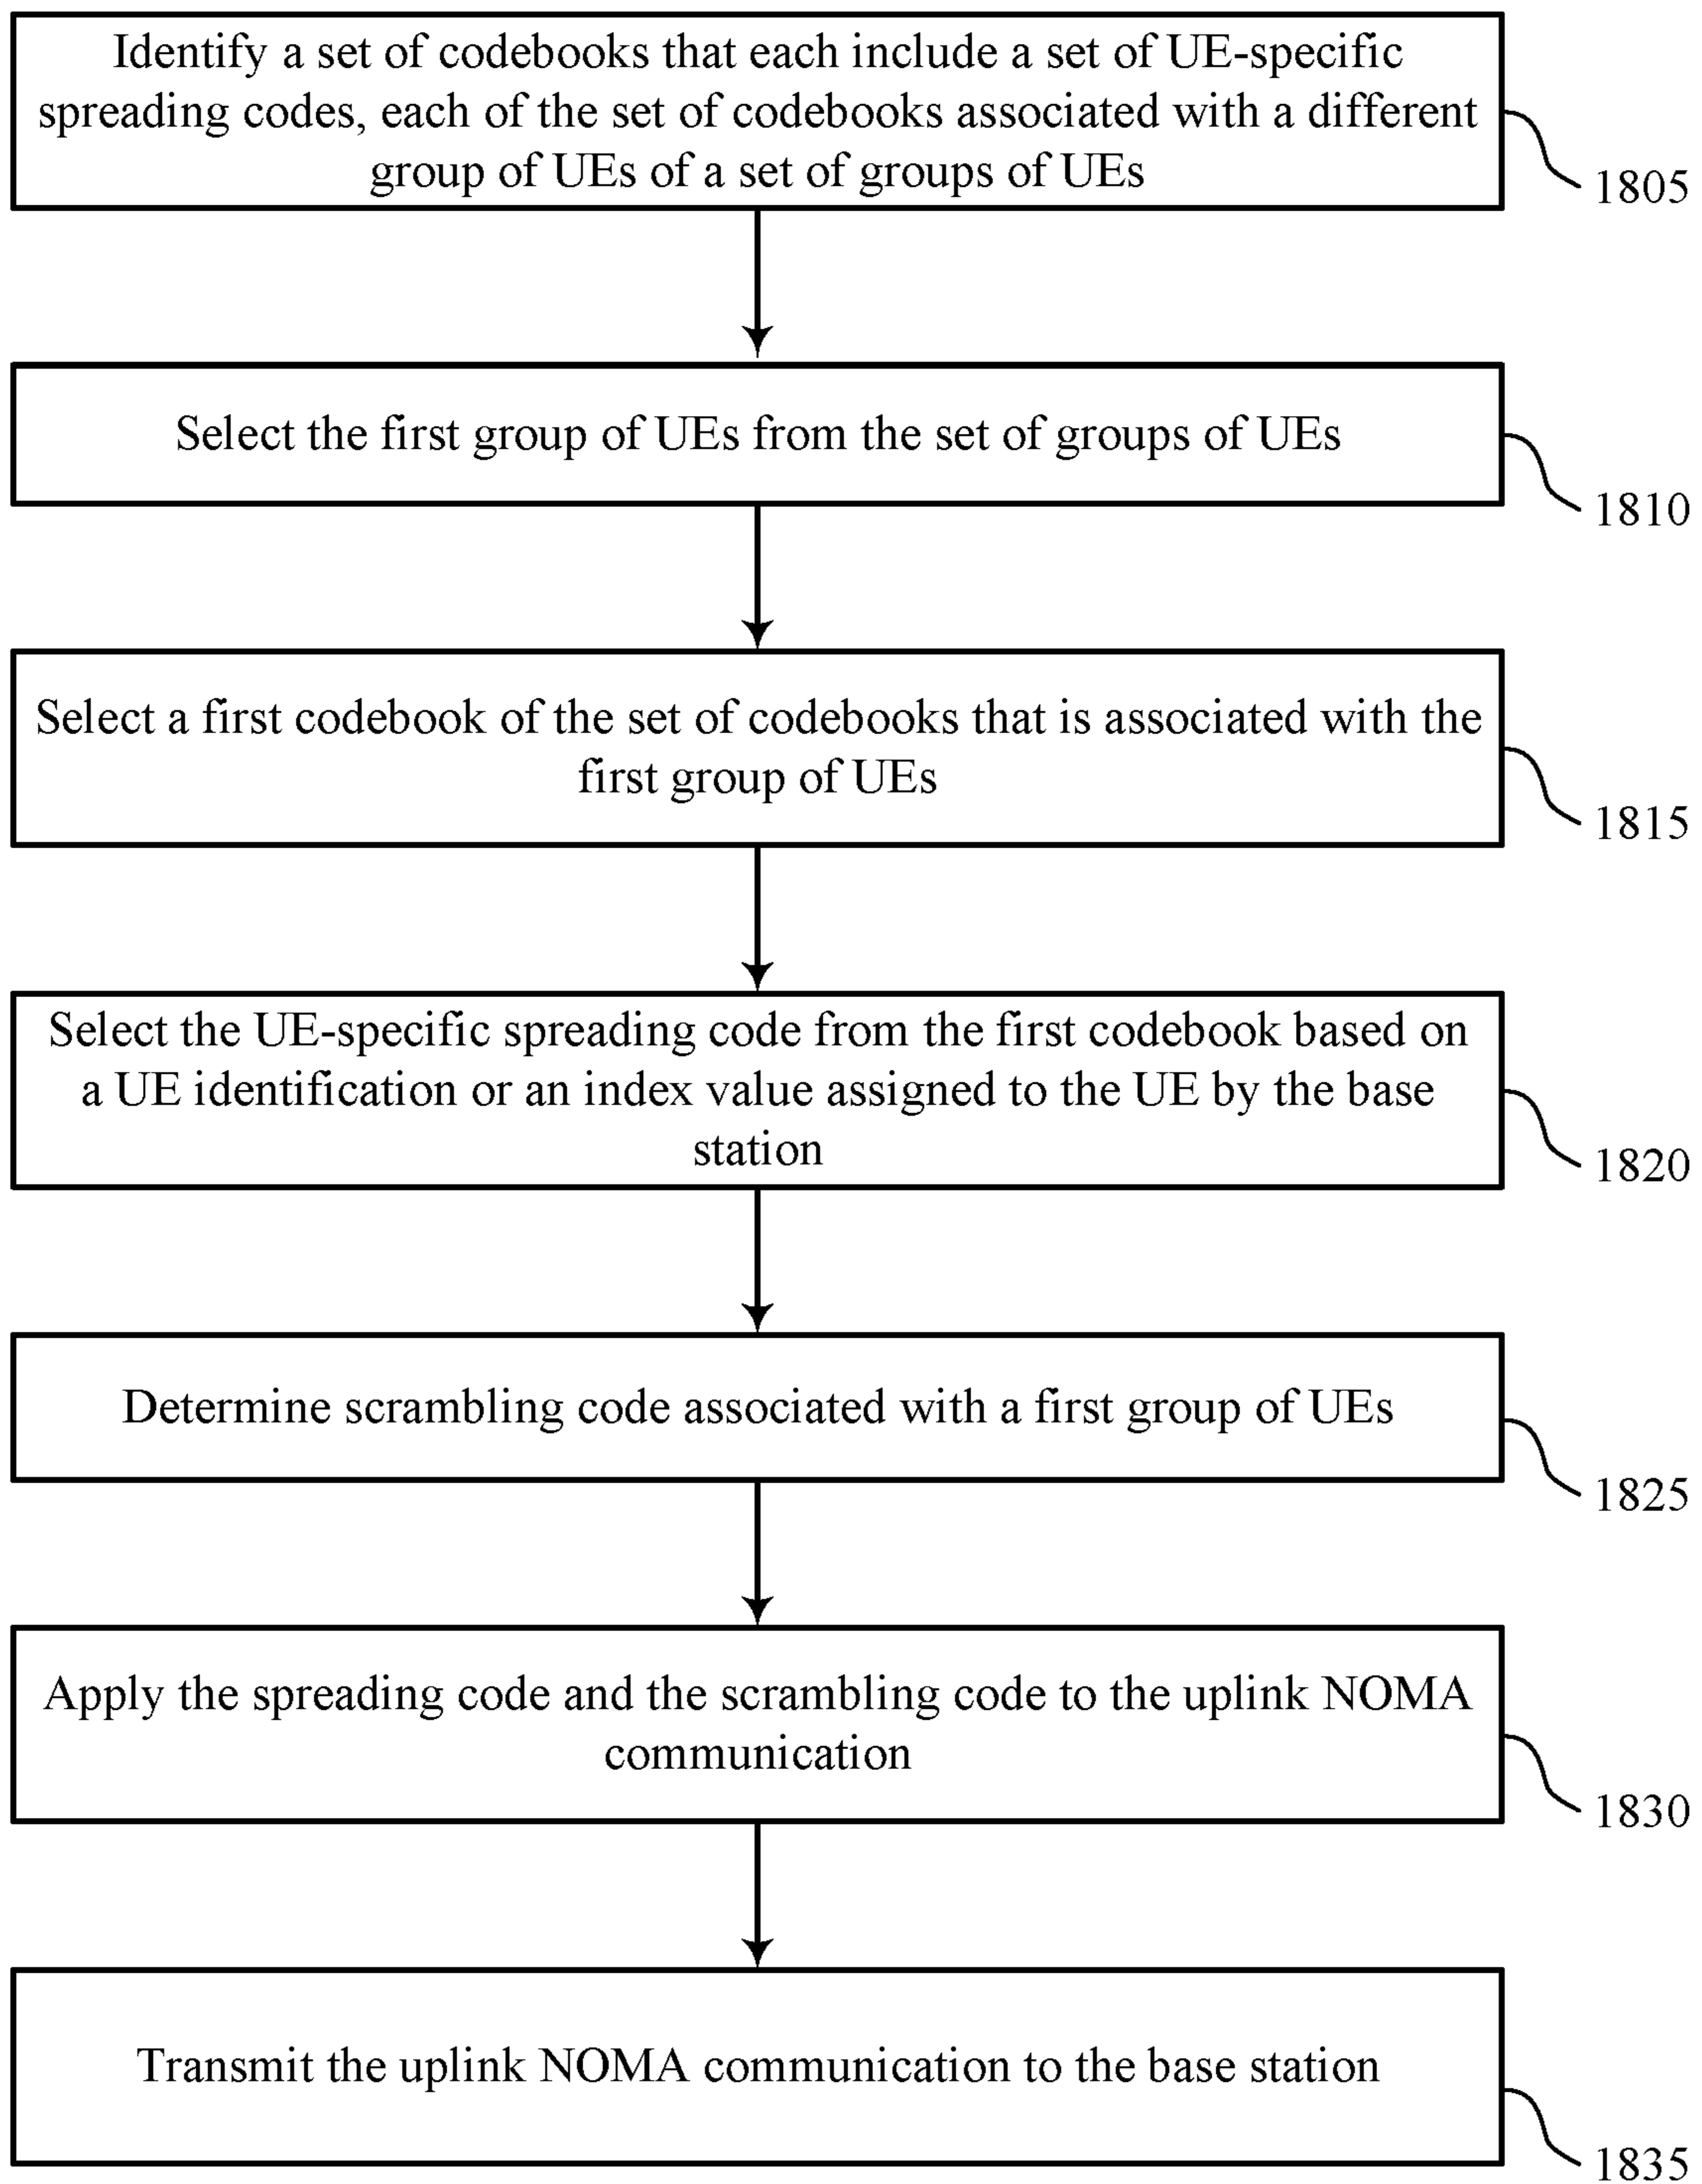 Identify a set of codebooks that each include a set of UE-specific
spreading codes, each of the set of codebooks associated with a different
group of UEs of a set of groups of UEs
1805
Select the first group of UEs from the set of groups of UEs
1810
Select a first codebook of the set of codebooks that is associated with the
first group of UEs
1815
Select the UE-specific spreading code from the first codebook based on
a UE identification or an index value assigned to the UE by the base
station
1820
Determine scrambling code associated with a first group of UEs
1825
Apply the spreading code and the scrambling code to the uplink NOMA
communication
1830
Transmit the uplink NOMA communication to the base station
1835